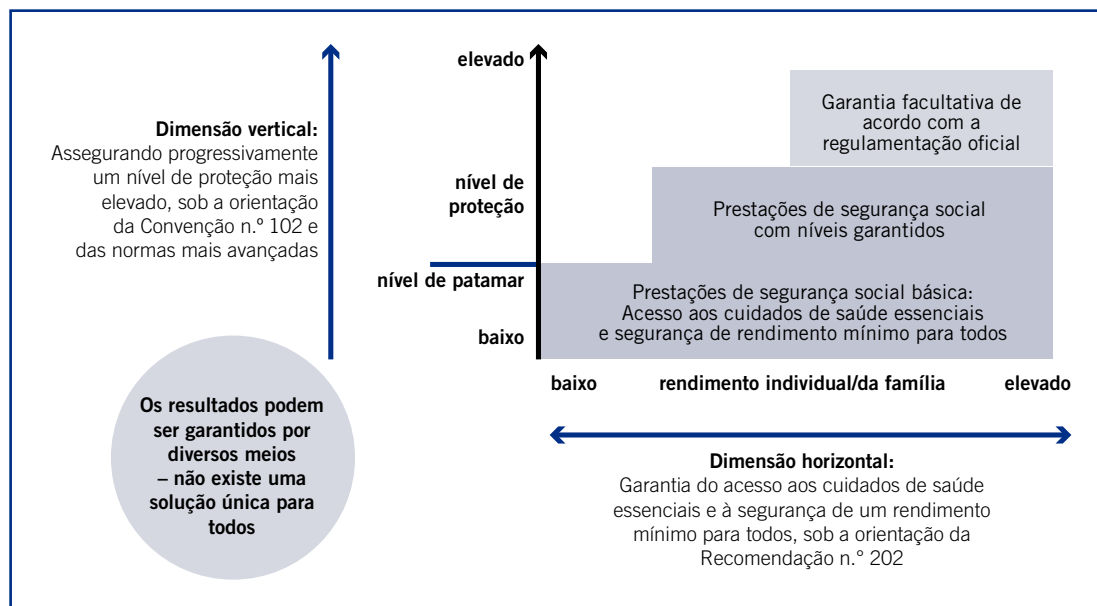 Dimensão vertical:
Assegurando progressivamente
um nível de proteção mais
elevado, sob a orientação
da Convenção n.º 102 e
das normas mais avançadas
Os resultados podem
ser garantidos por
diversos meios
– não existe uma
solução única para
todos
elevado
nível de
proteção
nível de patamar
baixo
Garantia facultativa de
acordo com a
regulamentação oficial
Prestações de segurança social
com níveis garantidos
Prestações de segurança social básica:
Acesso aos cuidados de saúde essenciais
e segurança de rendimento mínimo para todos
baixo rendimento individual/da família elevado
Dimensão horizontal:
Garantia do acesso aos cuidados de saúde
essenciais e à segurança de um rendimento
mínimo para todos, sob a orientação da
Recomendação n.° 202